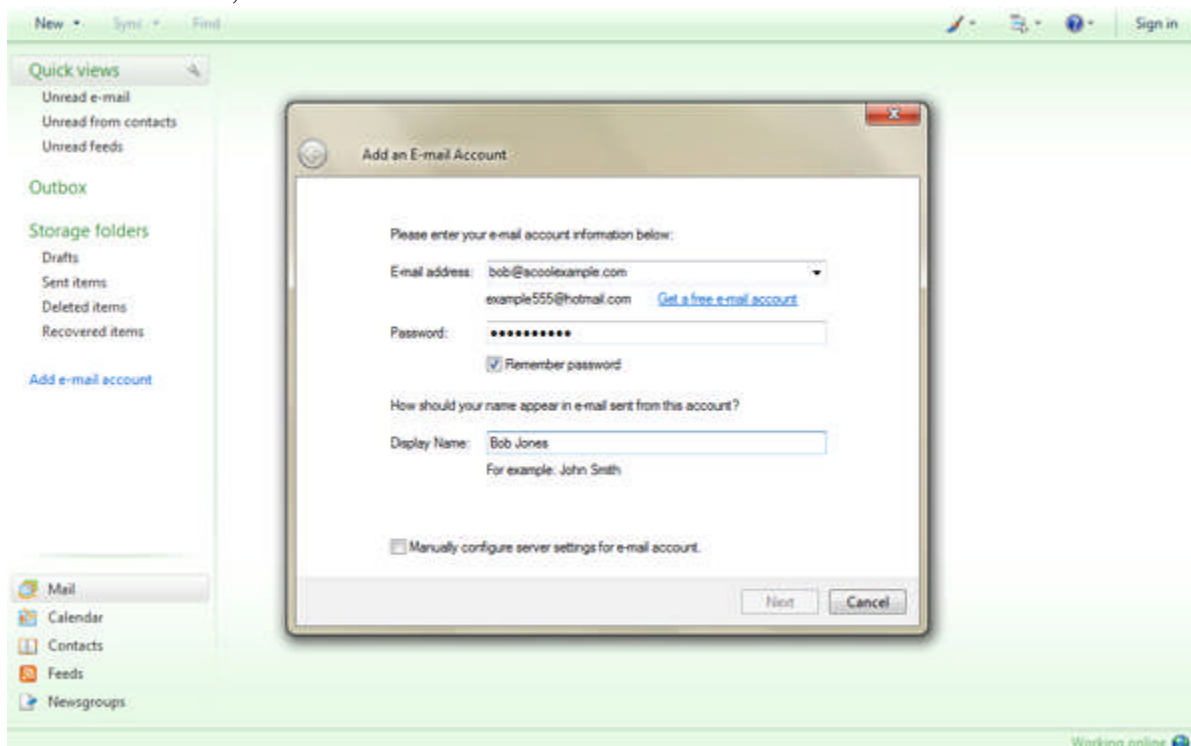 New Sync Find Sign in
Quick views
Unread e-mail
Unread from contacts
Unread feeds
Outbox
Storage folders
Drafts
Sent items
Deleted items
Recovered items
Add e-mail account
Mail
Calendar
Contacts
Feeds
Newsgroups
Add an E-mail Account
Please enter your e-mail account information below:
E-mail address: bob@acoolexample.com
example555@hotmail.com Get a free e-mail account
Password: ••••••••••
Remember password
How should your name appear in e-mail sent from this account?
Display Name: Bob Jones
For example: John Smith
Manually configure server settings for e-mail account.
Next Cancel
Working online